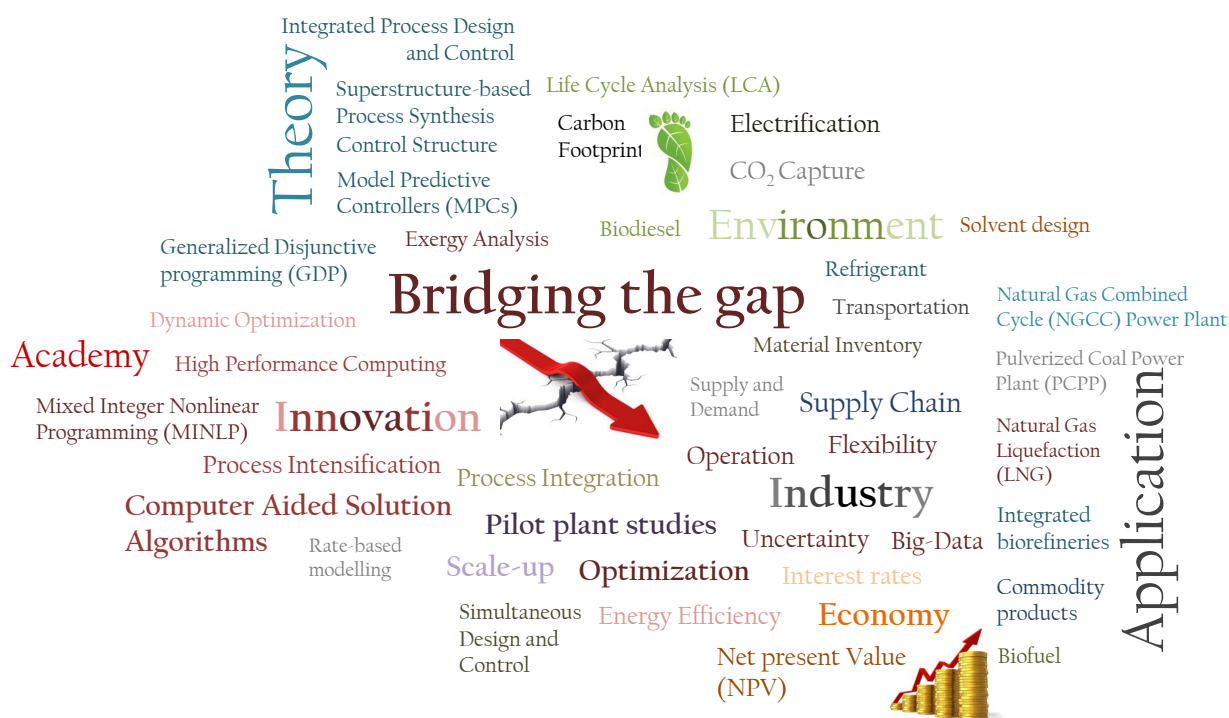 Integrated Process Design
and Control
Theory
Superstructure-based
Process Synthesis
Control Structure
Model Predictive
Controllers (MPCs)
Life Cycle Analysis (LCA)
Carbon
Footprint
Electrification
CO₂ Capture
Biodiesel
Environment
Solvent design
Generalized Disjunctive
programming (GDP)
Exergy Analysis
Bridging the gap
Refrigerant
Transportation
Natural Gas Combined
Cycle (NGCC) Power Plant
Dynamic Optimization
Academy
High Performance Computing
Material Inventory
Pulverized Coal Power
Plant (PCPP)
Supply and
Demand
Supply Chain
Mixed Integer Nonlinear
Programming (MINLP)
Innovation
Flexibility
Natural Gas
Liquefaction
(LNG)
Application
Process Intensification
Process Integration
Operation
Industry
Computer Aided Solution
Algorithms
Pilot plant studies
Uncertainty
Big-Data
Integrated
biorefineries
Rate-based
modelling
Scale-up
Optimization
Interest rates
Commodity
products
Simultaneous
Design and
Control
Energy Efficiency
Economy
Net present Value
(NPV)
Biofuel